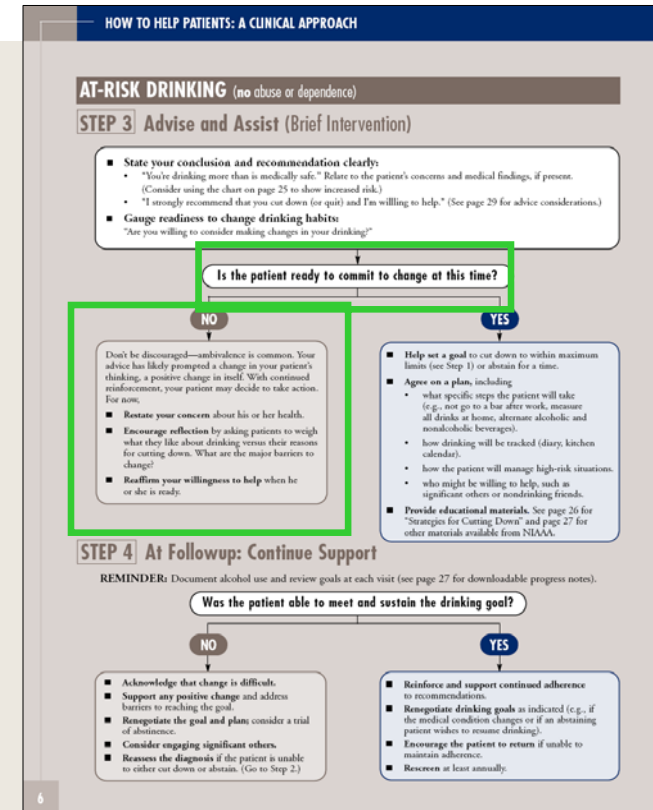 HOW TO HELP PATIENTS: A CLINICAL APPROACH
AT-RISK DRINKING (no abuse or dependence)
STEP 3 Advise and Assist (Brief Intervention)
■ State your conclusion and recommendation clearly:
• "You're drinking more than is medically safe." Relate to the patient's concerns and medical findings, if present.
(Consider using the chart on page 25 to show increased risk.)
• "I strongly recommend that you cut down (or quit) and I'm willling to help." (See page 29 for advice considerations.)
■ Gauge readiness to change drinking habits:
"Are you willing to consider making changes in your drinking?"
Is the patient ready to commit to change at this time?
NO
Don't be discouraged—ambivalence is common. Your
advice has likely prompted a change in your patient's
thinking, a positive change in itself. With continued
reinforcement, your patient may decide to take action.
For now,
■ Restate your concern about his or her health.
■ Encourage reflection by asking patients to weigh
what they like about drinking versus their reasons
for cutting down. What are the major barriers to
change?
■ Reaffirm your willingness to help when he
or she is ready.
YES
■ Help set a goal to cut down to within maximum
limits (see Step 1) or abstain for a time.
■ Agree on a plan, including
• what specific steps the patient will take
(e.g., not go to a bar after work, measure
all drinks at home, alternate alcoholic and
nonalcoholic beverages).
• how drinking will be tracked (diary, kitchen
calendar).
• how the patient will manage high-risk situations.
• who might be willing to help, such as
significant others or nondrinking friends.
■ Provide educational materials. See page 26 for
"Strategies for Cutting Down" and page 27 for
other materials available from NIAAA.
STEP 4 At Followup: Continue Support
REMINDER: Document alcohol use and review goals at each visit (see page 27 for downloadable progress notes).
Was the patient able to meet and sustain the drinking goal?
NO
■ Acknowledge that change is difficult.
■ Support any positive change and address
barriers to reaching the goal.
■ Renegotiate the goal and plan; consider a trial
of abstinence.
■ Consider engaging significant others.
■ Reassess the diagnosis if the patient is unable
to either cut down or abstain. (Go to Step 2.)
YES
■ Reinforce and support continued adherence
to recommendations.
■ Renegotiate drinking goals as indicated (e.g., if
the medical condition changes or if an abstaining
patient wishes to resume drinking).
■ Encourage the patient to return if unable to
maintain adherence.
■ Rescreen at least annually.
6